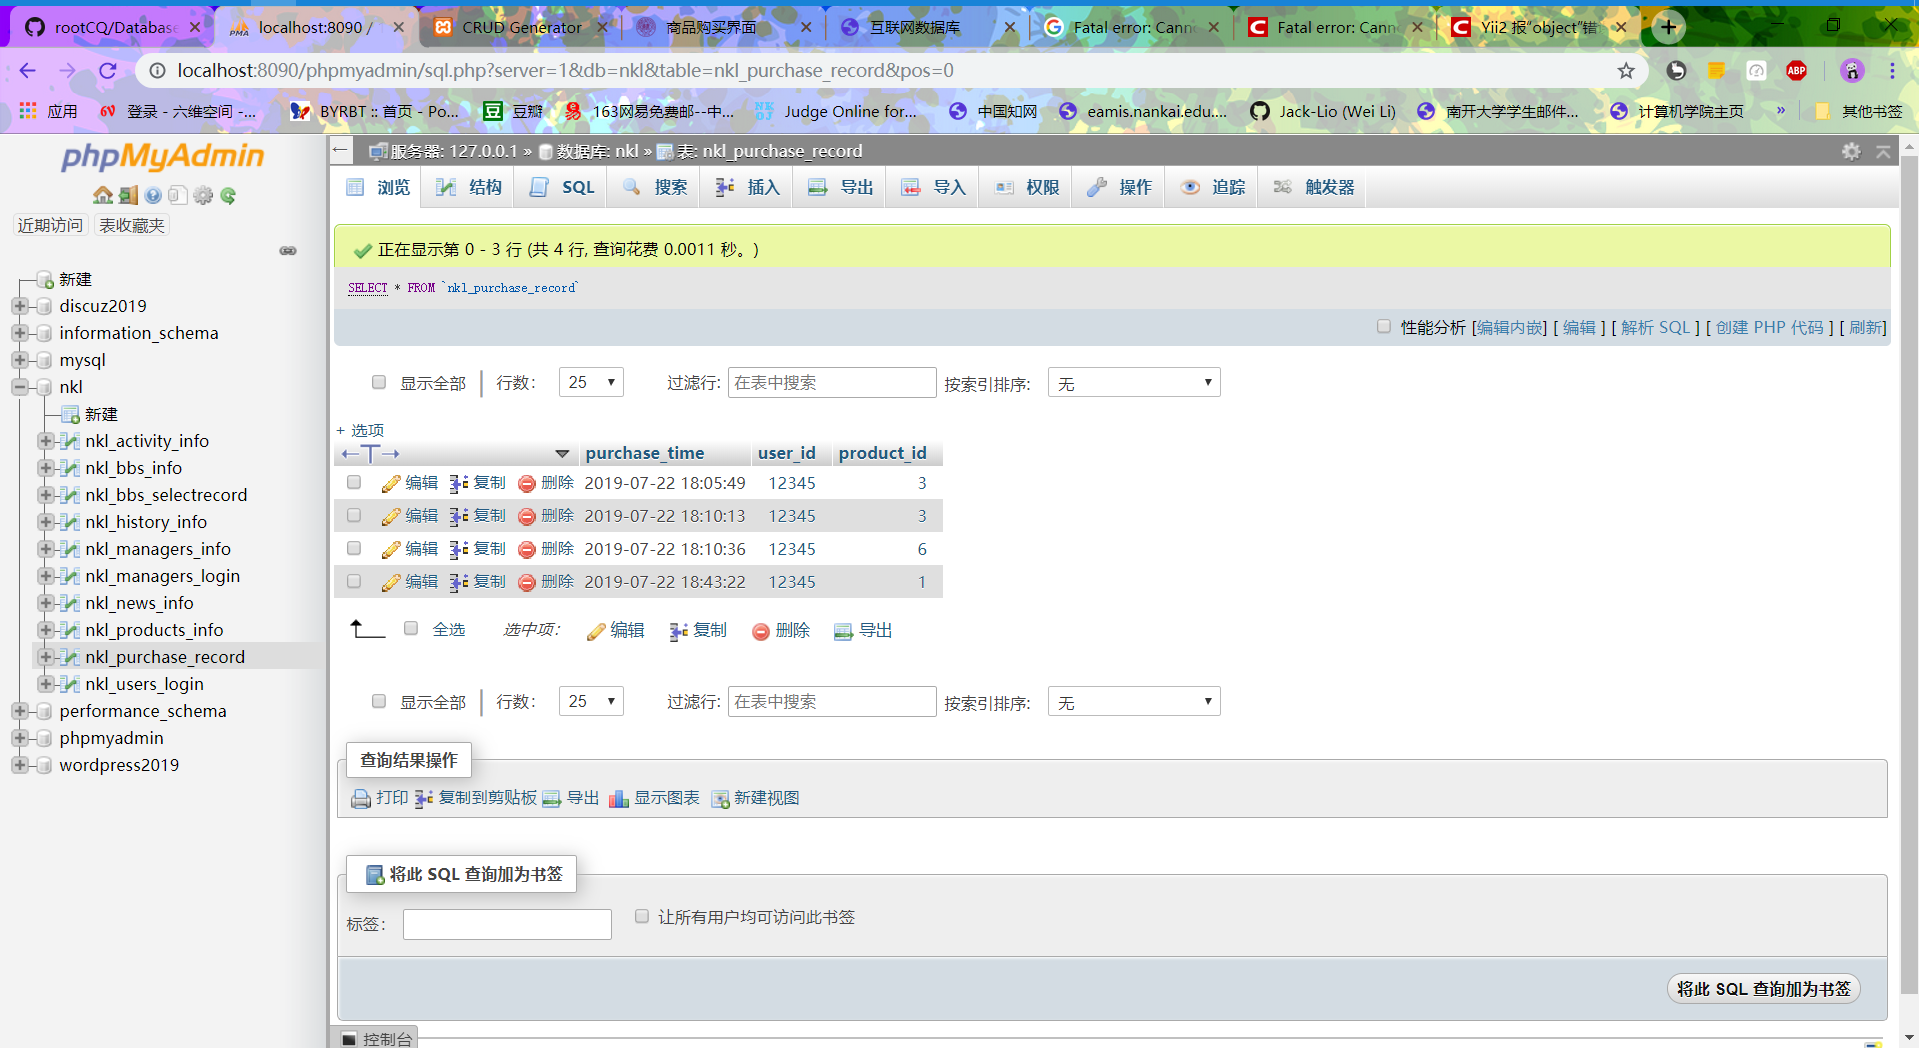 rootCQ/Database
localhost:8090 /
CRUD Generator
商品购买界面
互联网数据库
Fatal error: Cann
Fatal error: Cann
Yii2 报"object"错
localhost:8090/phpmyadmin/sql.php?server=1&db=nkl&table=nkl_purchase_record&pos=0
ABP
应用
登录 - 六维空间 -...
BYRBT :: 首页 - Po...
豆瓣
163网易免费邮--中...
Judge Online for...
中国知网
eamis.nankai.edu....
Jack-Lio (Wei Li)
南开大学学生邮件...
计算机学院主页
»
其他书签
phpMyAdmin
近期访问 表收藏夹
新建
discuz2019
information_schema
mysql
nkl
新建
nkl_activity_info
nkl_bbs_info
nkl_bbs_selectrecord
nkl_history_info
nkl_managers_info
nkl_managers_login
nkl_news_info
nkl_products_info
nkl_purchase_record
nkl_users_login
performance_schema
phpmyadmin
wordpress2019
服务器: 127.0.0.1 » 数据库: nkl » 表: nkl_purchase_record
浏览 结构 SQL 搜索 插入 导出 导入 权限 操作 追踪 触发器
正在显示第 0 - 3 行 (共 4 行, 查询花费 0.0011 秒。)
SELECT * FROM `nkl_purchase_record`
性能分析 [编辑内嵌] [ 编辑 ] [ 解析 SQL ] [ 创建 PHP 代码 ] [ 刷新]
显示全部 行数: 25 过滤行: 在表中搜索 按索引排序: 无
+ 选项
←T→ purchase_time user_id product_id
编辑 复制 删除 2019-07-22 18:05:49 12345 3
编辑 复制 删除 2019-07-22 18:10:13 12345 3
编辑 复制 删除 2019-07-22 18:10:36 12345 6
编辑 复制 删除 2019-07-22 18:43:22 12345 1
全选 选中项: 编辑 复制 删除 导出
显示全部 行数: 25 过滤行: 在表中搜索 按索引排序: 无
查询结果操作
打印 复制到剪贴板 导出 显示图表 新建视图
将此 SQL 查询加为书签
标签: 让所有用户均可访问此书签
将此 SQL 查询加为书签
控制台